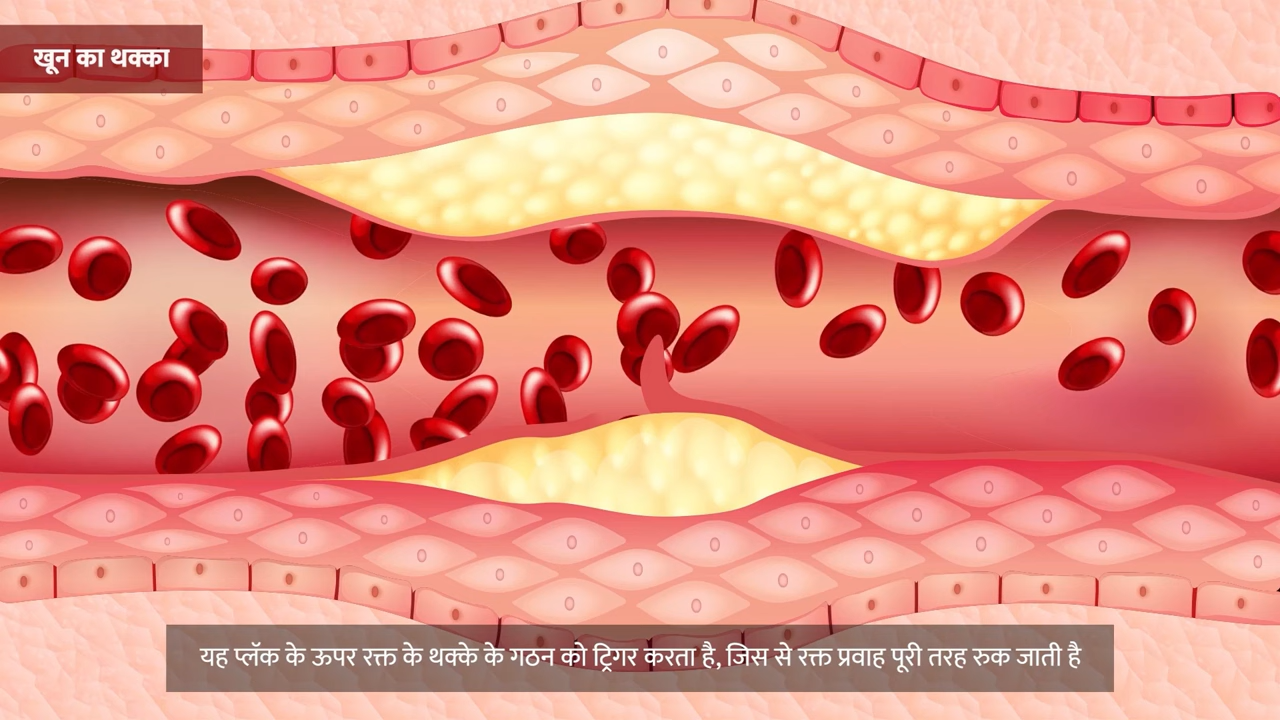 खून का थक्का
यह प्लॅक के ऊपर रक्त के थक्के के गठन को ट्रिगर करता है, जिस से रक्त प्रवाह पूरी तरह रुक जाती है